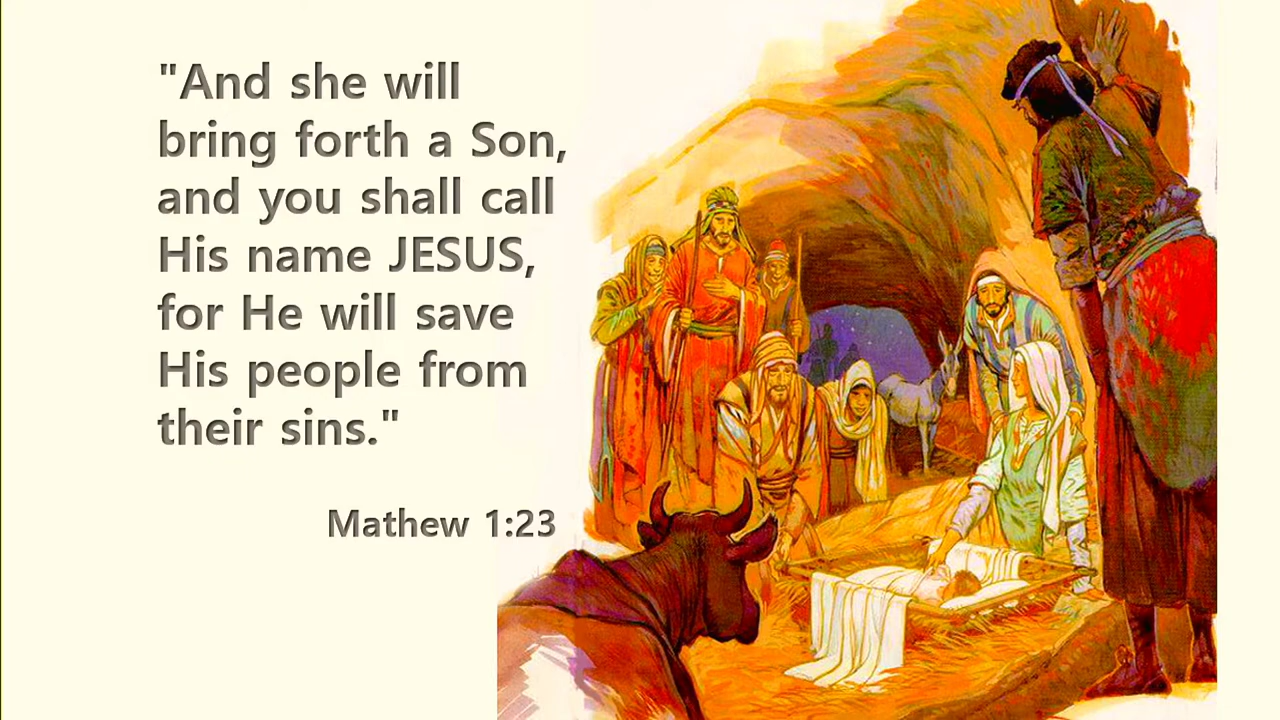 "And she will
bring forth a Son,
and you shall call
His name JESUS,
for He will save
His people from
their sins."
Mathew 1:23